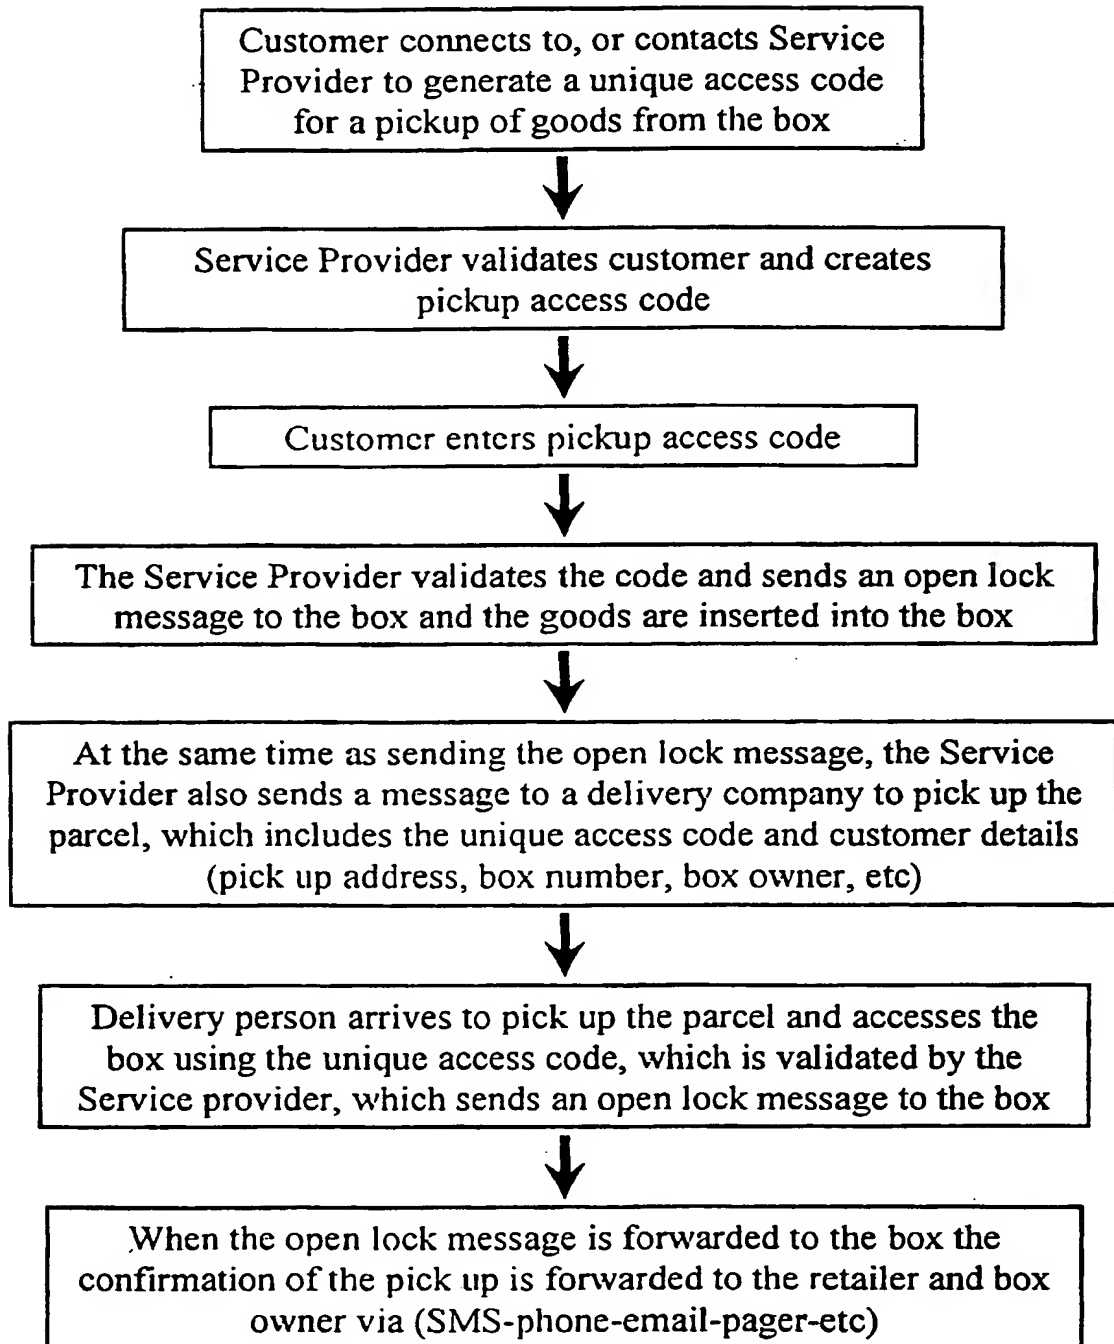 Customer connects to, or contacts Service
Provider to generate a unique access code
for a pickup of goods from the box
Service Provider validates customer and creates
pickup access code
Customer enters pickup access code
The Service Provider validates the code and sends an open lock
message to the box and the goods are inserted into the box
At the same time as sending the open lock message, the Service
Provider also sends a message to a delivery company to pick up the
parcel, which includes the unique access code and customer details
(pick up address, box number, box owner, etc)
Delivery person arrives to pick up the parcel and accesses the
box using the unique access code, which is validated by the
Service provider, which sends an open lock message to the box
When the open lock message is forwarded to the box the
confirmation of the pick up is forwarded to the retailer and box
owner via (SMS-phone-email-pager-etc)